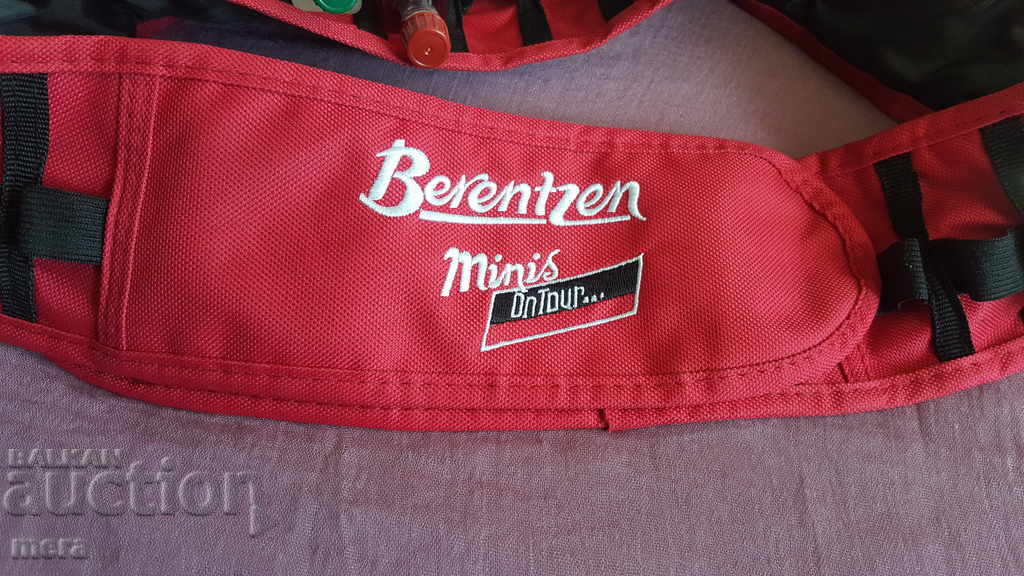 Berentzen
Minis
OnTour...
BALKAN
auction
mera